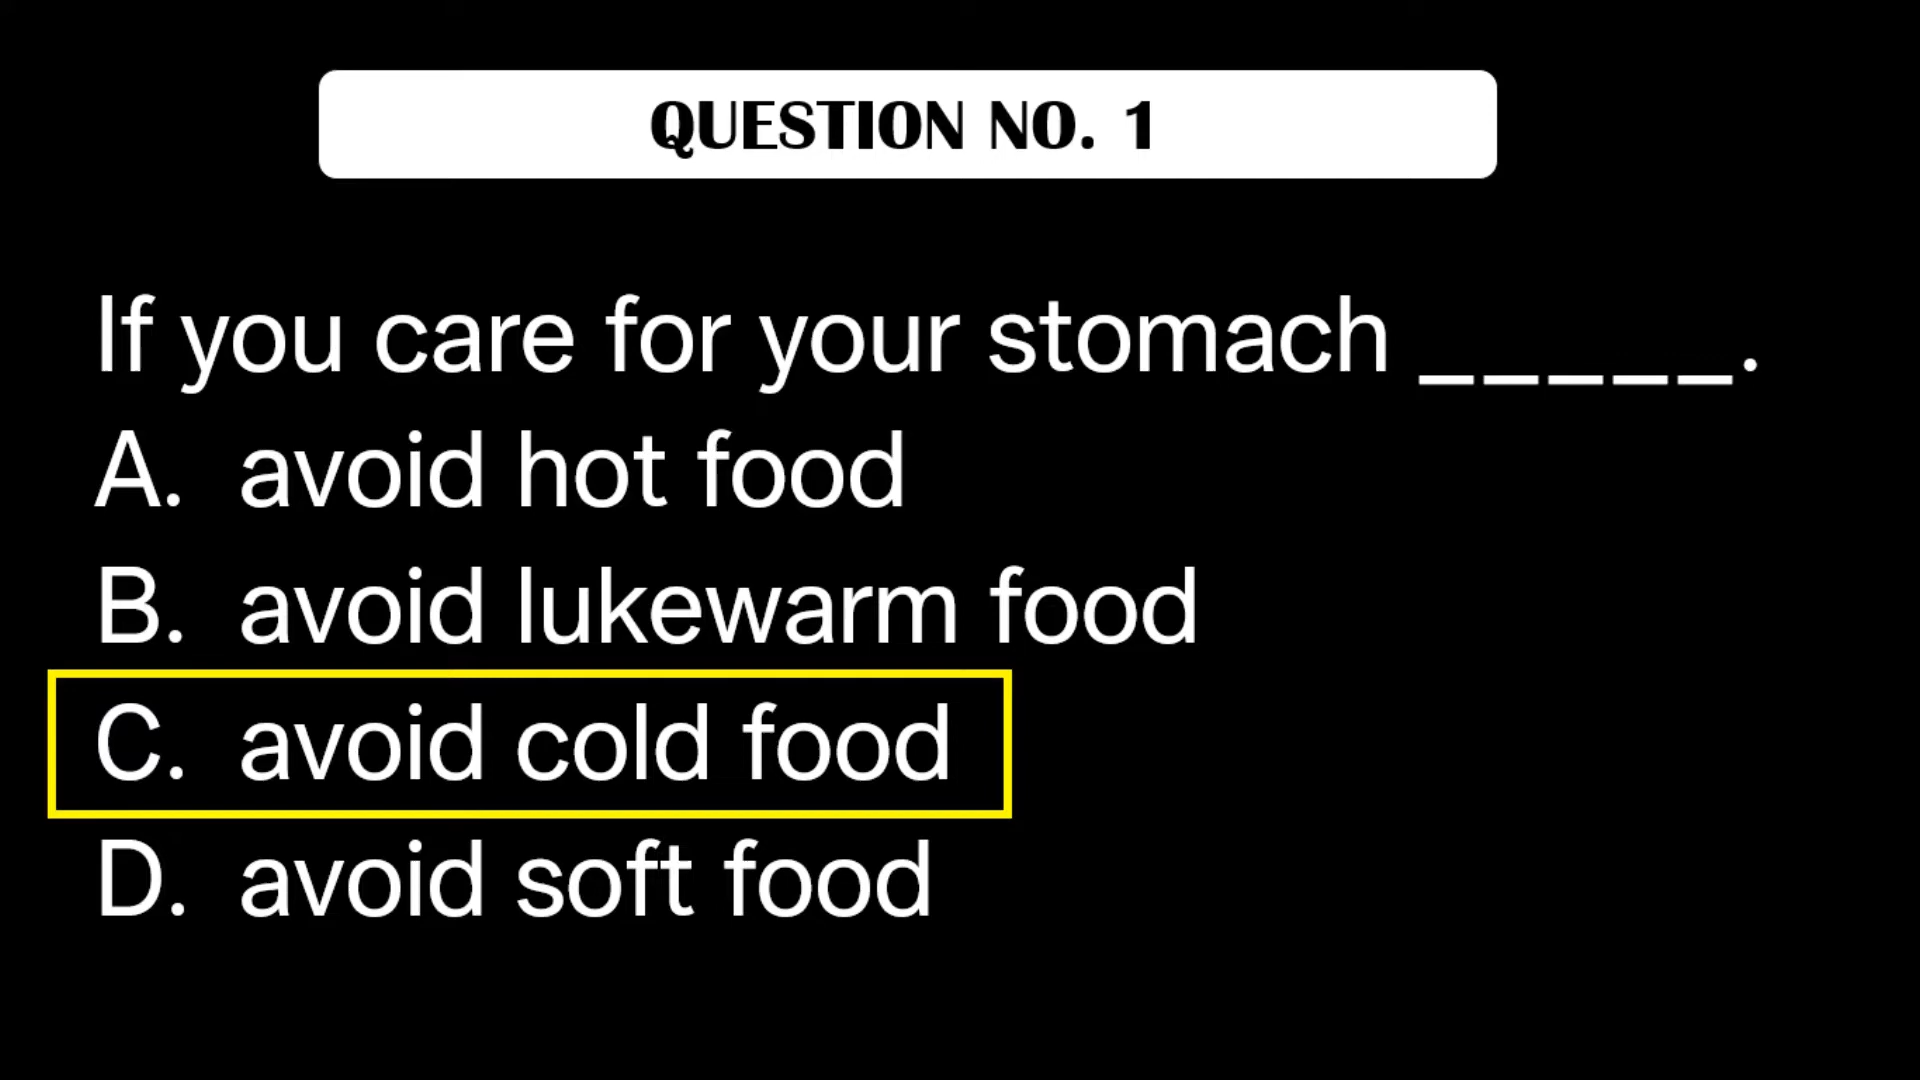 QUESTION NO. 1
If you care for your stomach _____.
A. avoid hot food
B. avoid lukewarm food
C. avoid cold food
D. avoid soft food